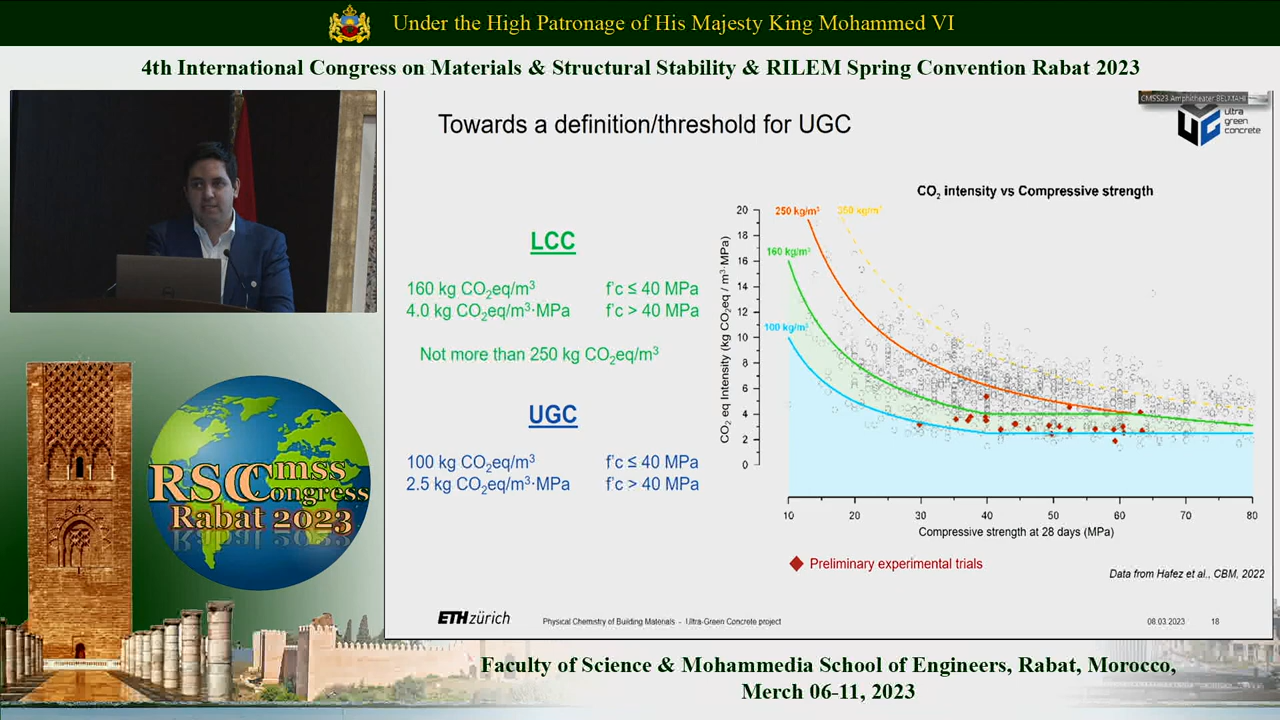 Under the High Patronage of His Majesty King Mohammed VI
4th International Congress on Materials & Structural Stability & RILEM Spring Convention Rabat 2023
CMSS23 Amphitheater BELMAHI
Towards a definition/threshold for UGC
ultra
green
concrete
LCC
160 kg CO₂eq/m³ f'c ≤ 40 MPa
4.0 kg CO₂eq/m³·MPa f'c > 40 MPa
Not more than 250 kg CO₂eq/m³
UGC
100 kg CO₂eq/m³ f'c ≤ 40 MPa
2.5 kg CO₂eq/m³·MPa f'c > 40 MPa
CO₂ intensity vs Compressive strength
CO₂ eq Intensity (kg CO₂eq / m³·MPa)
20
18
16
14
12
10
8
6
4
2
0
250 kg/m³
350 kg/m³
160 kg/m³
100 kg/m³
10 20 30 40 50 60 70 80
Compressive strength at 28 days (MPa)
Preliminary experimental trials
Data from Hafez et al., CBM, 2022
ETH zürich
Physical Chemistry of Building Materials - Ultra-Green Concrete project
08.03.2023 18
RSCC cmss
Congress
Rabat 2023
Faculty of Science & Mohammedia School of Engineers, Rabat, Morocco,
Merch 06-11, 2023